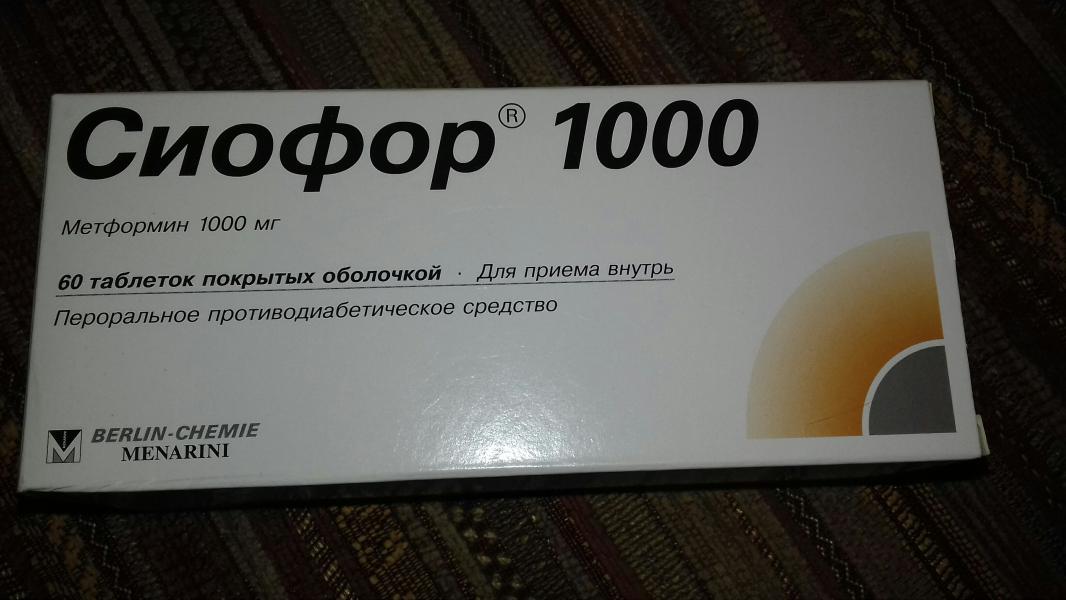 Сиофор® 1000
Метформин 1000 мг
60 таблеток покрытых оболочкой · Для приема внутрь
Пероральное противодиабетическое средство
BERLIN-CHEMIE
MENARINI